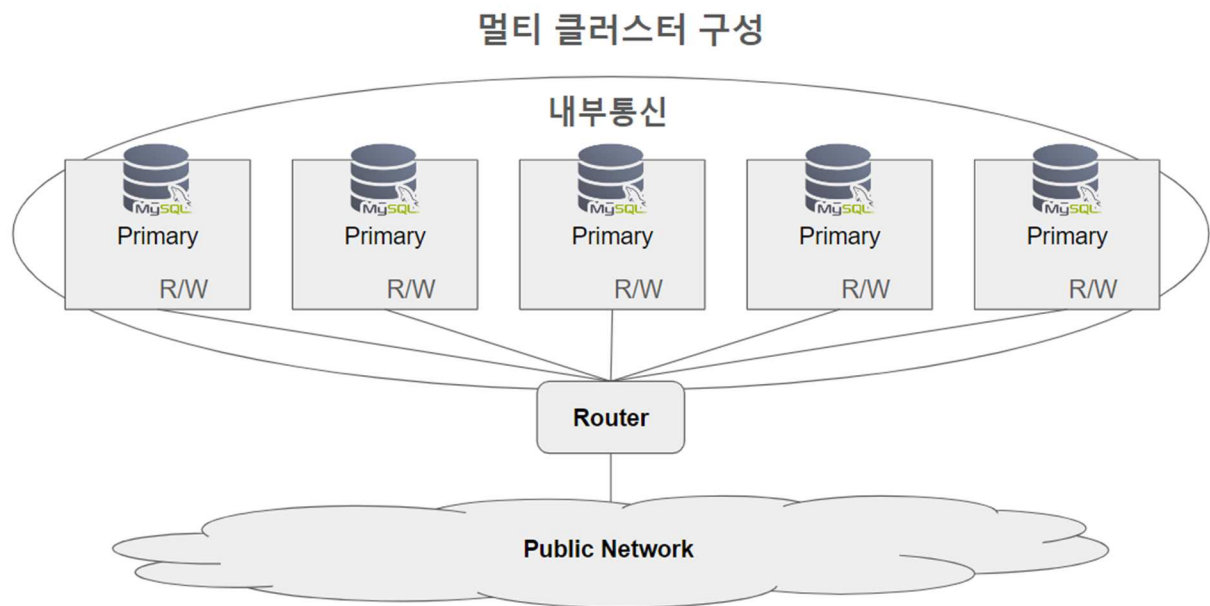 멀티 클러스터 구성
내부통신
MySQL MySQL MySQL MySQL MySQL
Primary Primary Primary Primary Primary
R/W R/W R/W R/W R/W
Router
Public Network